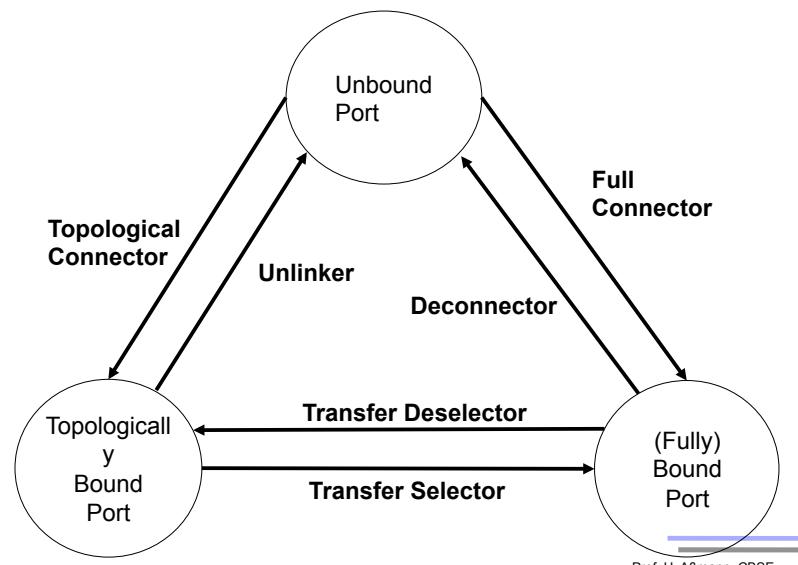 Unbound
Port
Full
Connector
Topological
Connector
Unlinker
Deconnector
Transfer Deselector
Topologicall
y
Bound
Port
(Fully)
Bound
Port
Transfer Selector